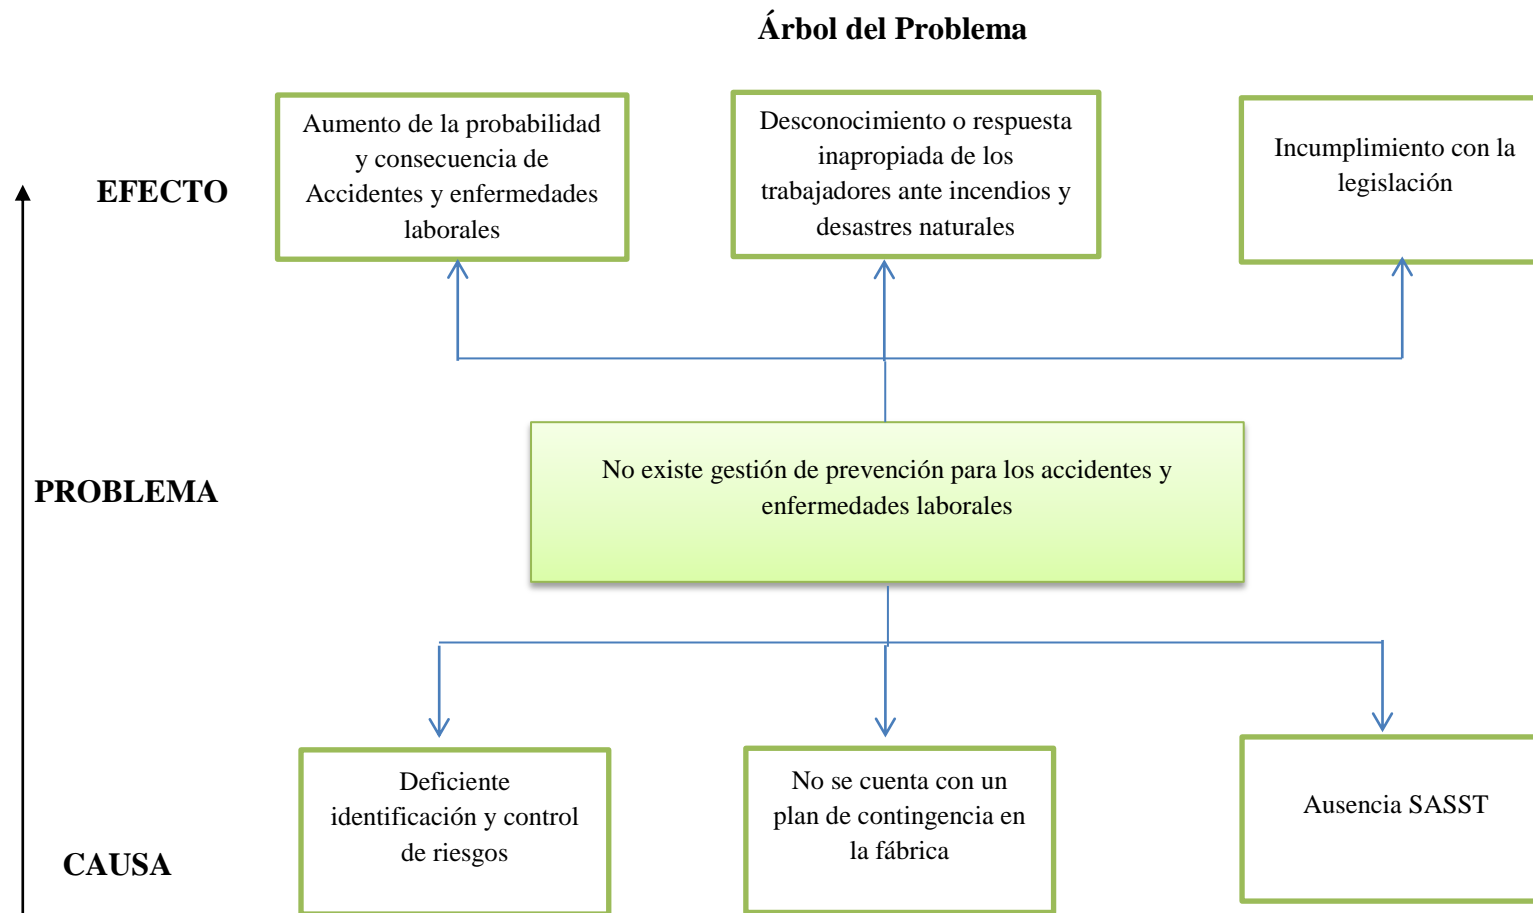 Árbol del Problema
EFECTO
Aumento de la probabilidad
y consecuencia de
Accidentes y enfermedades
laborales
Desconocimiento o respuesta
inapropiada de los
trabajadores ante incendios y
desastres naturales
Incumplimiento con la
legislación
PROBLEMA
No existe gestión de prevención para los accidentes y
enfermedades laborales
CAUSA
Deficiente
identificación y control
de riesgos
No se cuenta con un
plan de contingencia en
la fábrica
Ausencia SASST